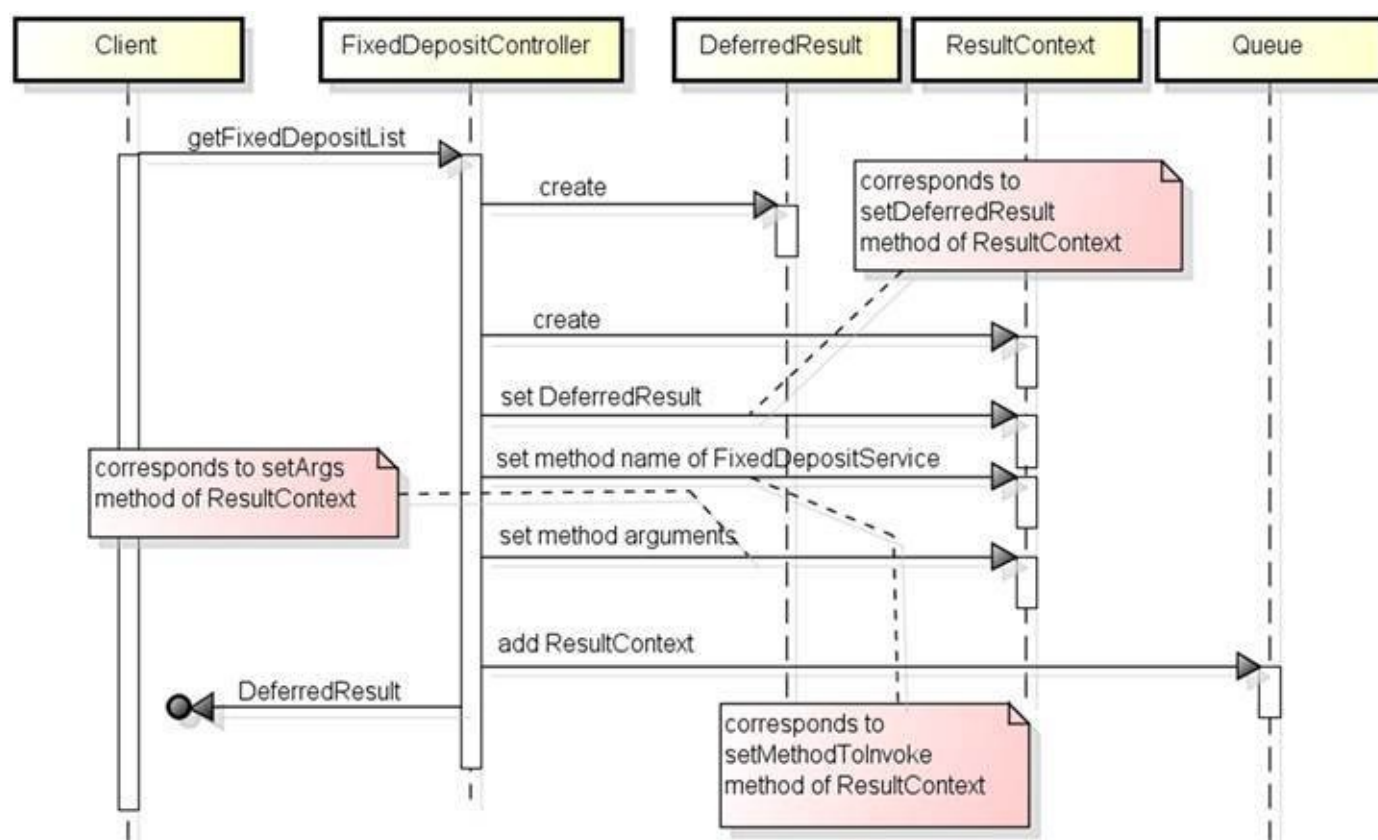 Client
FixedDepositController
DeferredResult
ResultContext
Queue
getFixedDepositList
create
corresponds to
setDeferredResult
method of ResultContext
create
set DeferredResult
corresponds to setArgs
method of ResultContext
set method name of FixedDepositService
set method arguments
add ResultContext
DeferredResult
corresponds to
setMethodToInvoke
method of ResultContext